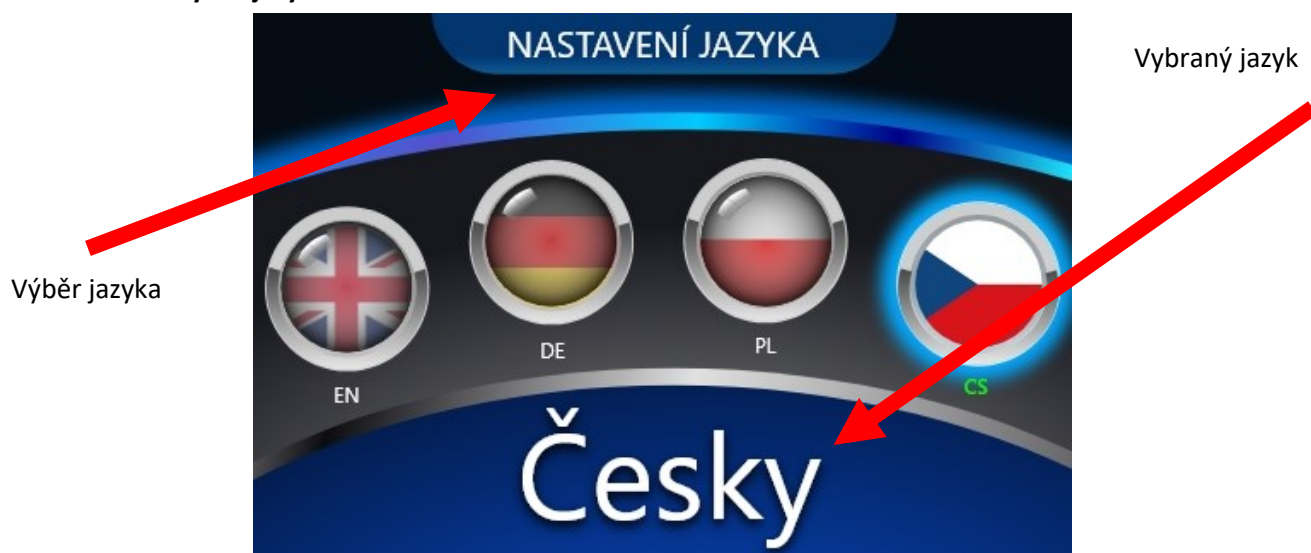 NASTAVENÍ JAZYKA
Vybraný jazyk
Výběr jazyka
EN
DE
PL
CS
Česky